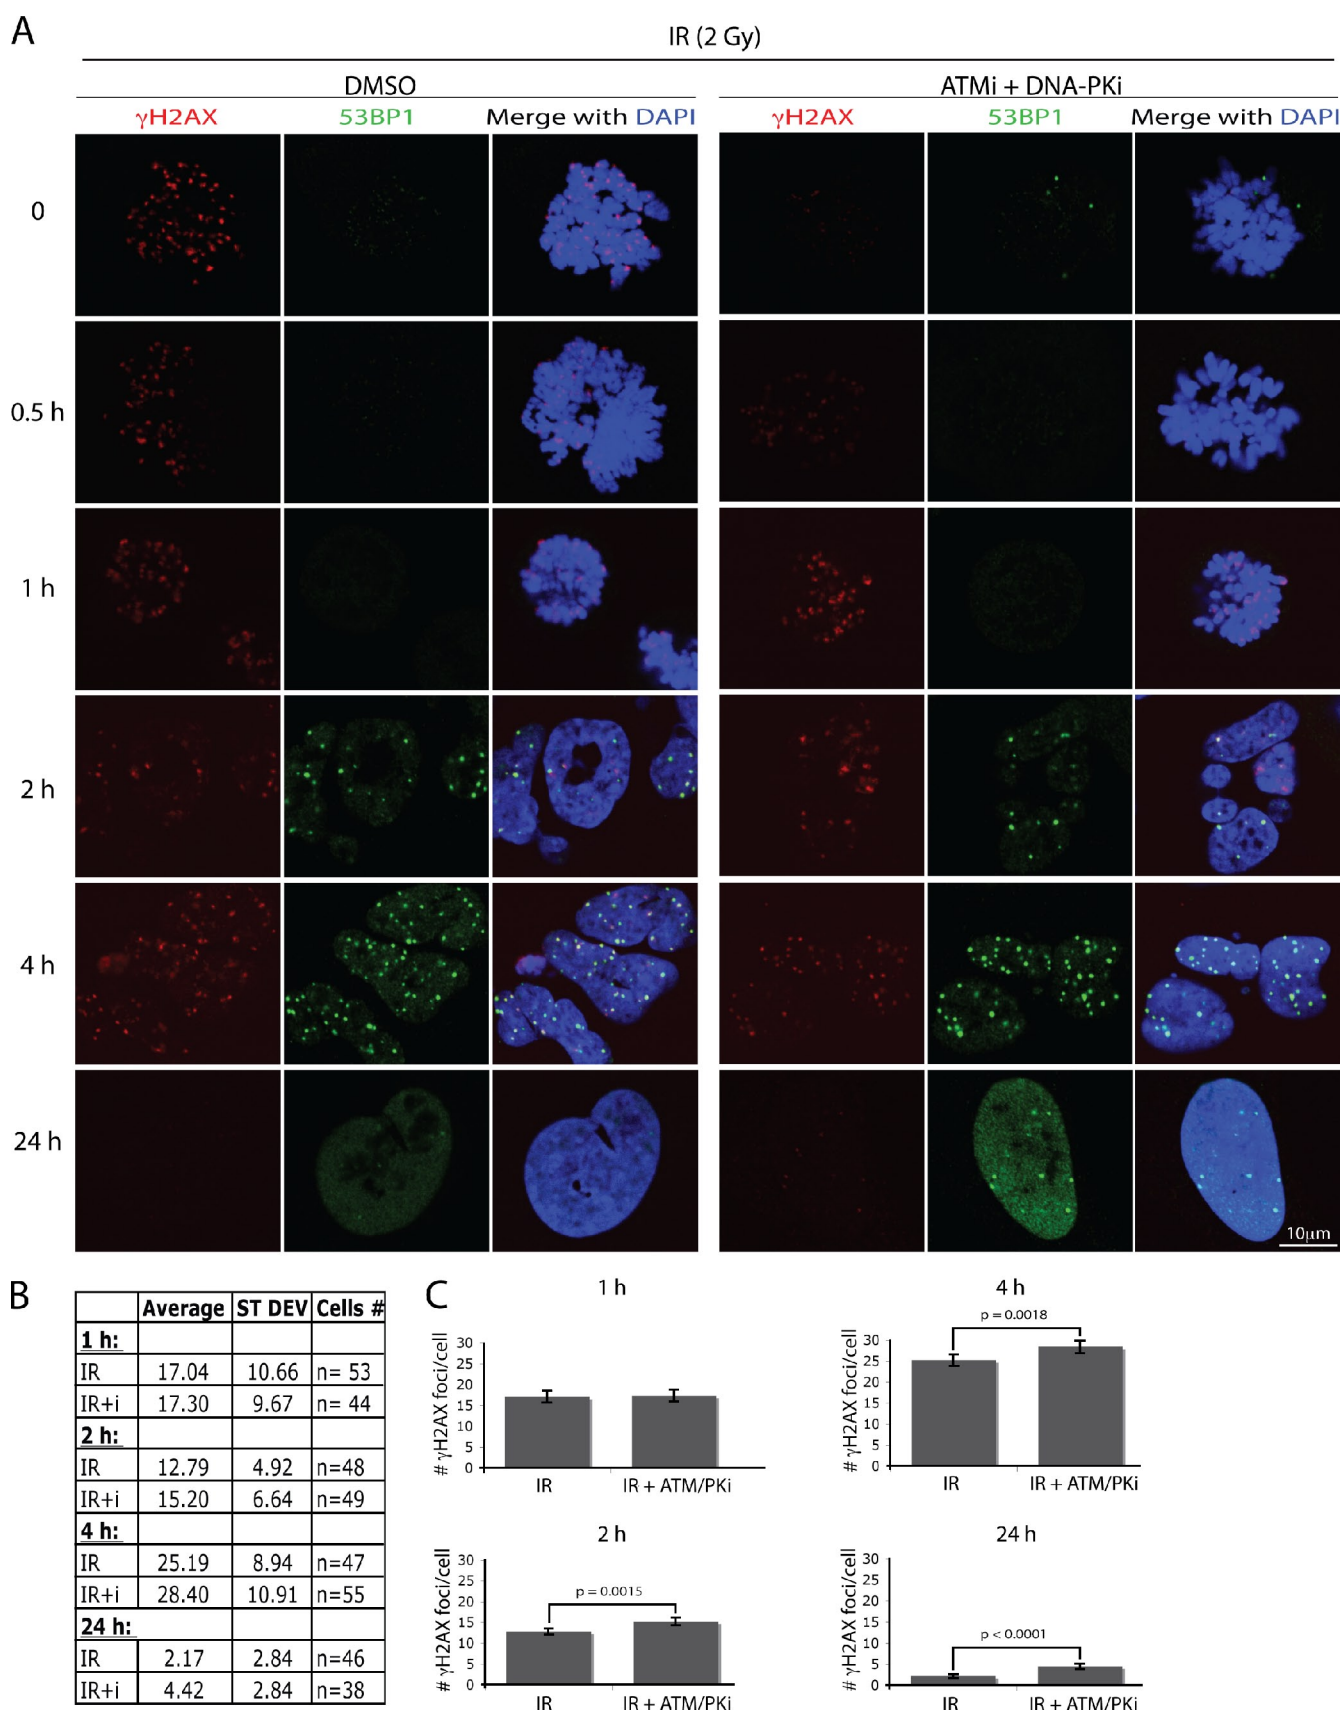 A
IR (2 Gy)
DMSO
ATMi + DNA-PKi
γH2AX 53BP1 Merge with DAPI γH2AX 53BP1 Merge with DAPI
0
0.5 h
1 h
2 h
4 h
24 h
10μm
B
Average ST DEV Cells #
1 h:
IR 17.04 10.66 n= 53
IR+i 17.30 9.67 n= 44
2 h:
IR 12.79 4.92 n=48
IR+i 15.20 6.64 n=49
4 h:
IR 25.19 8.94 n=47
IR+i 28.40 10.91 n=55
24 h:
IR 2.17 2.84 n=46
IR+i 4.42 2.84 n=38
C
1 h
# γH2AX foci/cell
30
25
20
15
10
5
0
IR IR + ATM/PKi
4 h
p = 0.0018
# γH2AX foci/cell
30
25
20
15
10
5
0
IR IR + ATM/PKi
2 h
p = 0.0015
# γH2AX foci/cell
30
25
20
15
10
5
0
IR IR + ATM/PKi
24 h
p < 0.0001
# γH2AX foci/cell
30
25
20
15
10
5
0
IR IR + ATM/PKi